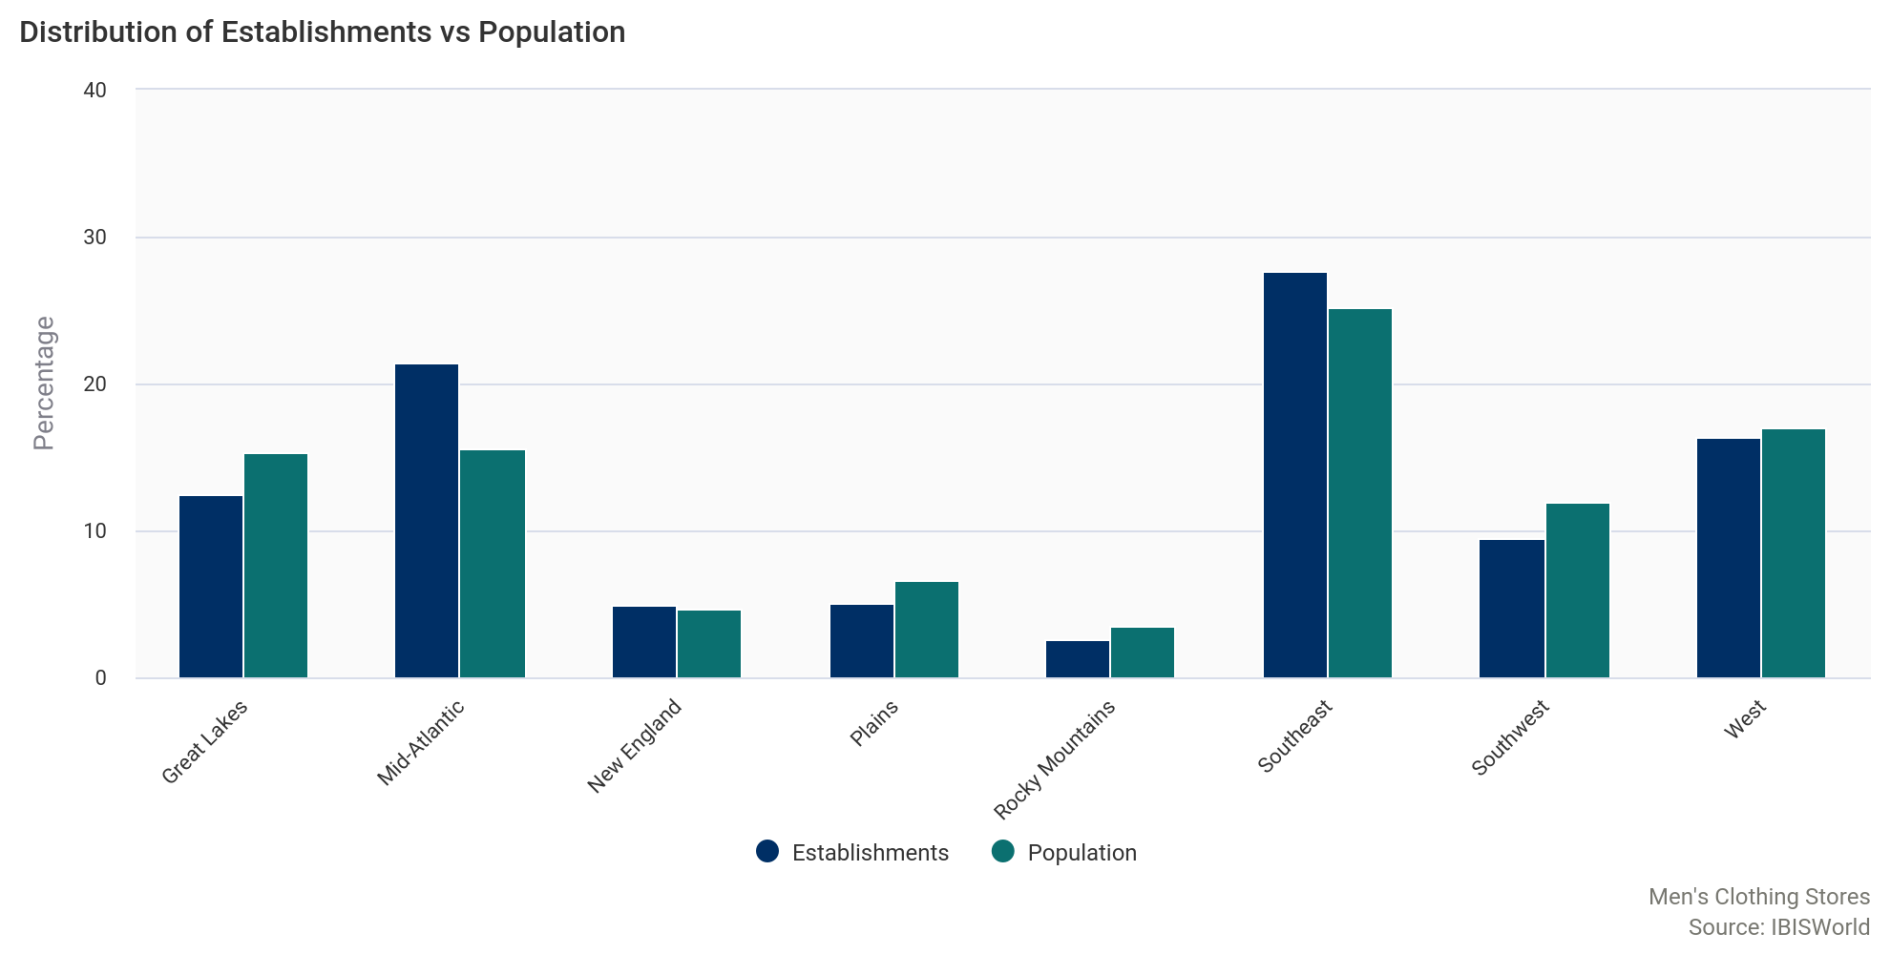 Distribution of Establishments vs Population
40
30
20
10
0
Percentage
Great Lakes
Mid-Atlantic
New England
Plains
Rocky Mountains
Southeast
Southwest
West
Establishments
Population
Men's Clothing Stores
Source: IBISWorld